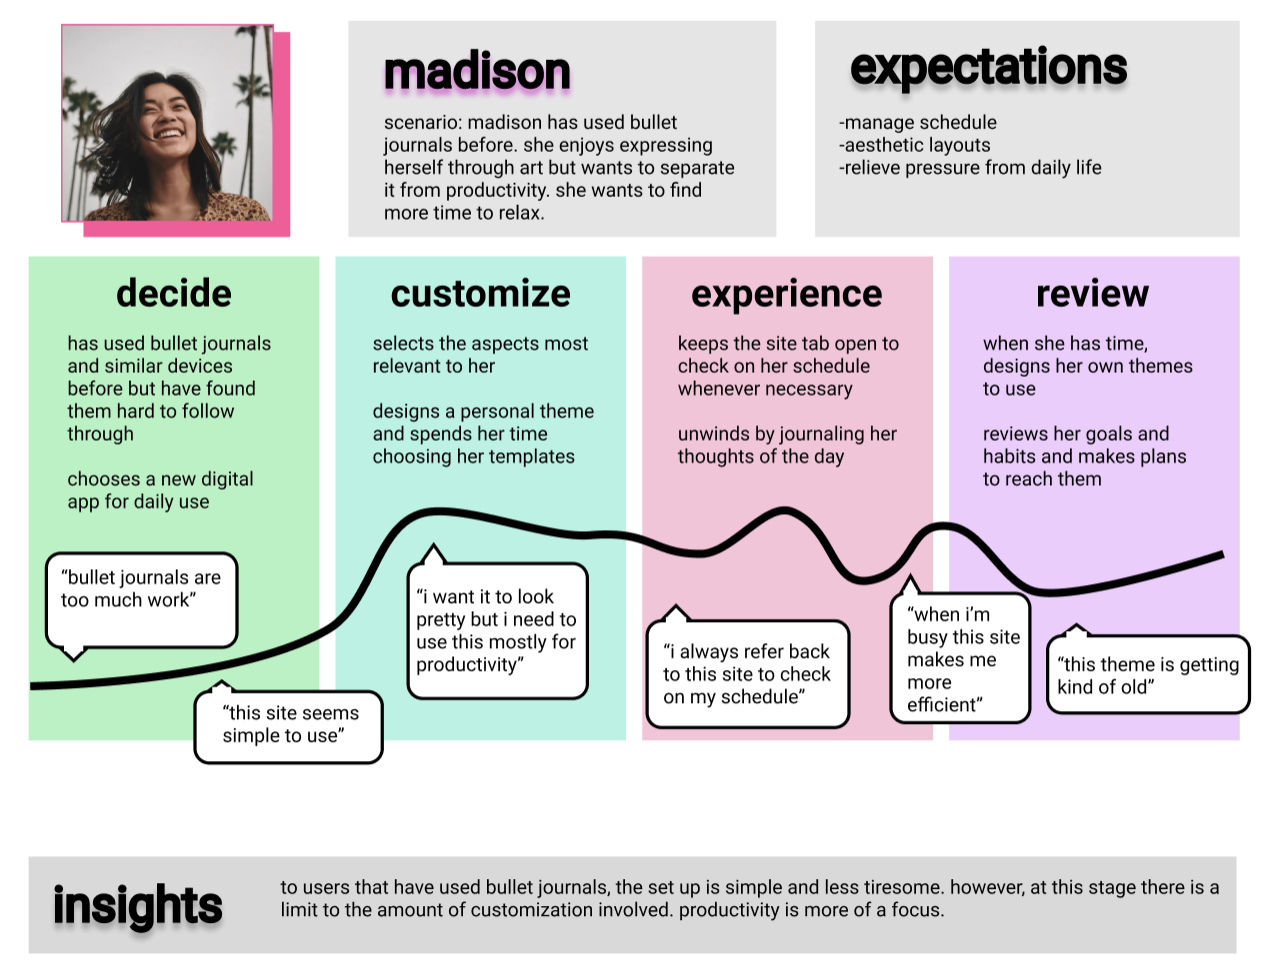 madison
scenario: madison has used bullet
journals before. she enjoys expressing
herself through art but wants to separate
it from productivity. she wants to find
more time to relax.
expectations
-manage schedule
-aesthetic layouts
-relieve pressure from daily life
decide
has used bullet journals
and similar devices
before but have found
them hard to follow
through
chooses a new digital
app for daily use
“bullet journals are
too much work”
“this site seems
simple to use”
customize
selects the aspects most
relevant to her
designs a personal theme
and spends her time
choosing her templates
“i want it to look
pretty but i need to
use this mostly for
productivity”
experience
keeps the site tab open to
check on her schedule
whenever necessary
unwinds by journaling her
thoughts of the day
“i always refer back
to this site to check
on my schedule”
“when i’m
busy this site
makes me
more
efficient”
review
when she has time,
designs her own themes
to use
reviews her goals and
habits and makes plans
to reach them
“this theme is getting
kind of old”
insights
to users that have used bullet journals, the set up is simple and less tiresome. however, at this stage there is a
limit to the amount of customization involved. productivity is more of a focus.